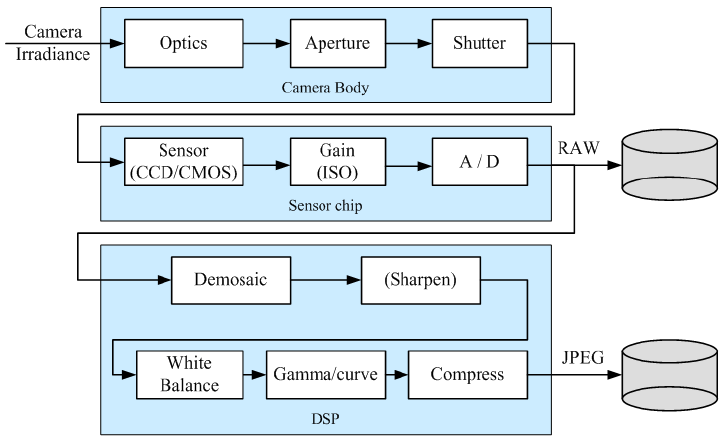 Camera
Irradiance
Optics
Aperture
Shutter
Camera Body
Sensor
(CCD/CMOS)
Gain
(ISO)
A / D
RAW
Sensor chip
Demosaic
(Sharpen)
White
Balance
Gamma/curve
Compress
JPEG
DSP